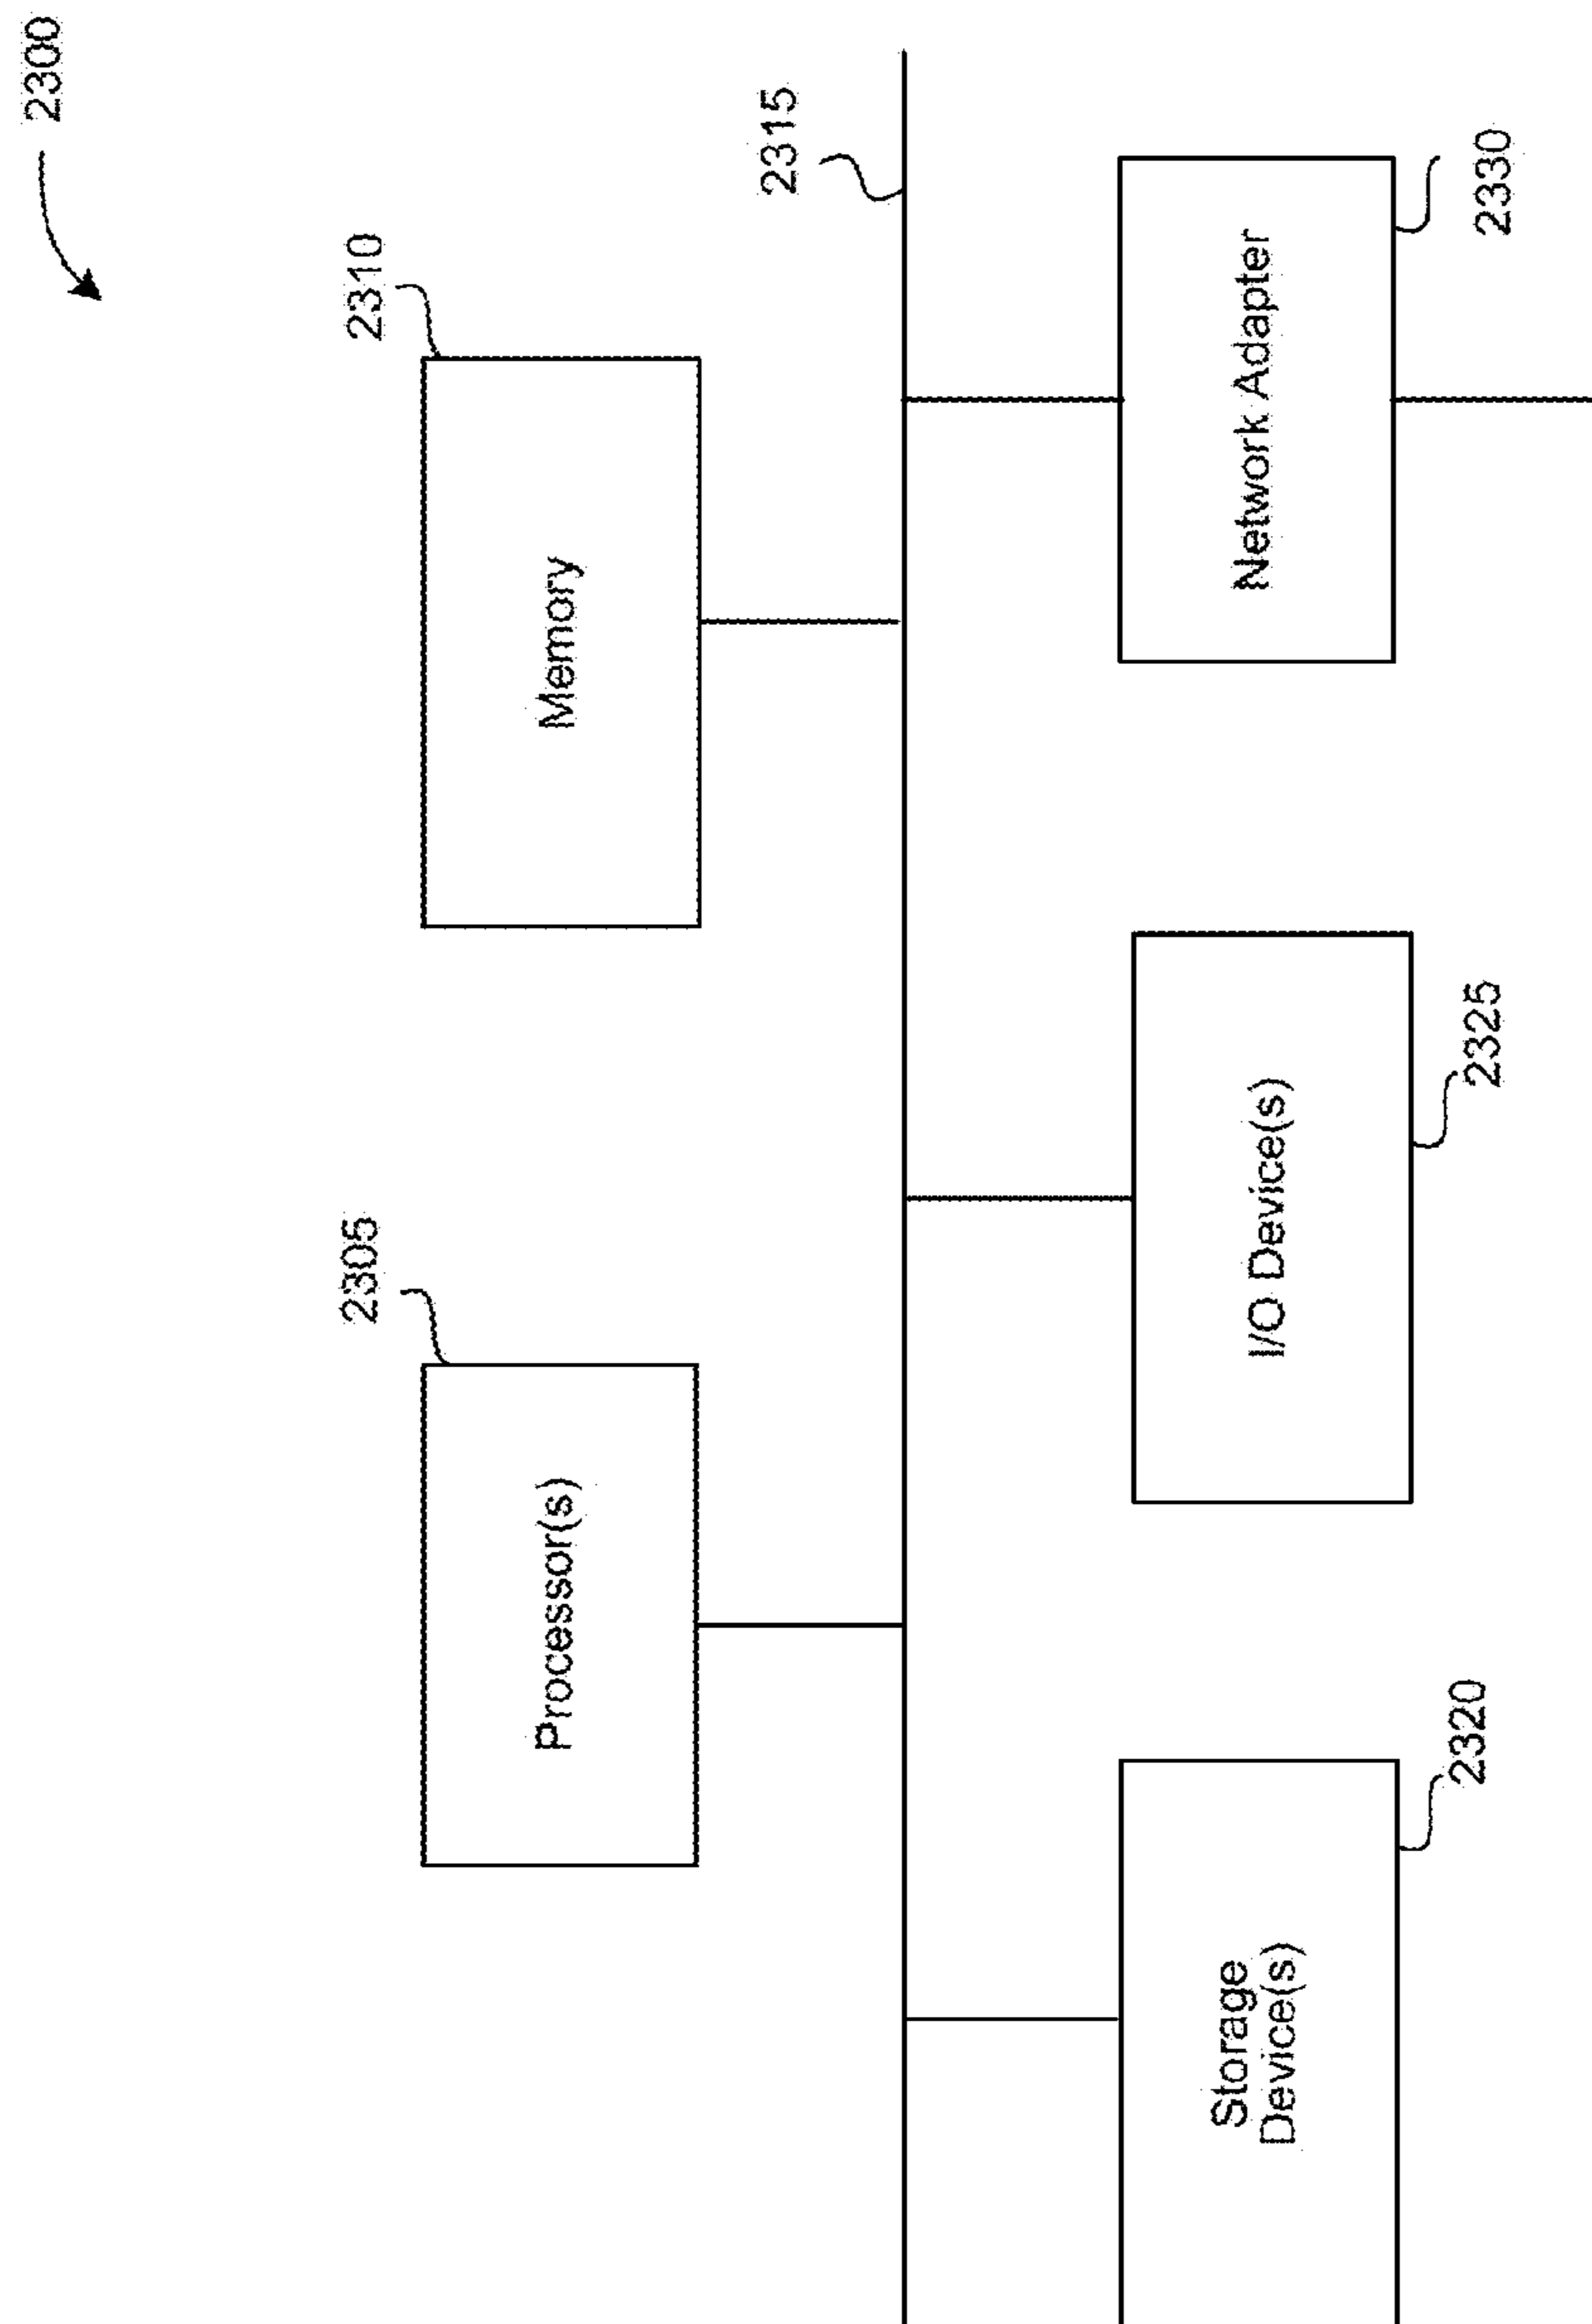 2300
2305
2310
Processor(s)
Memory
2315
Storage
Device(s)
I/O Device(s)
Network Adapter
2320
2325
2330